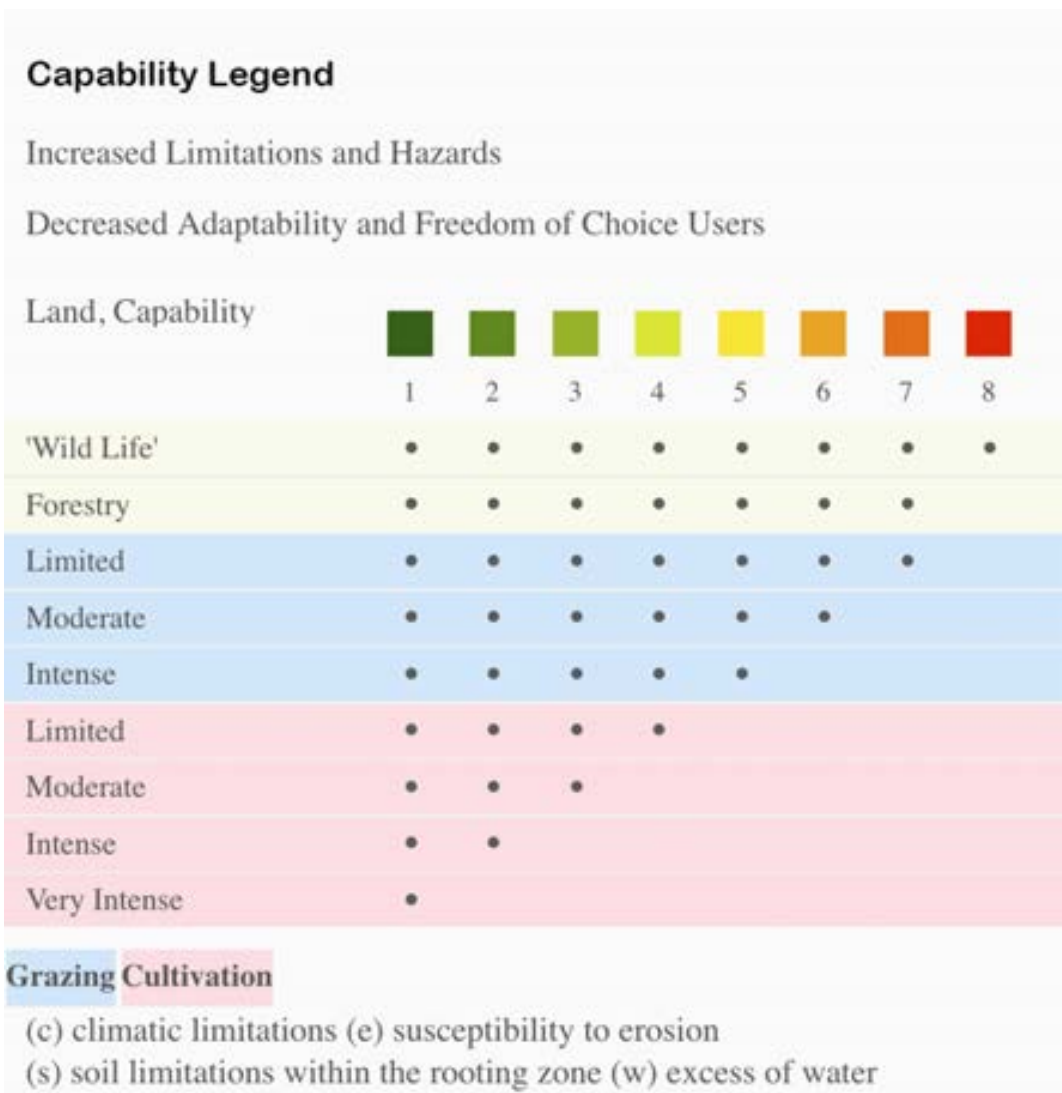 Capability Legend
Increased Limitations and Hazards
Decreased Adaptability and Freedom of Choice Users
Land, Capability
1 2 3 4 5 6 7 8
'Wild Life' • • • • • • • •
Forestry • • • • • • •
Limited • • • • • • •
Moderate • • • • • •
Intense • • • • •
Limited • • • •
Moderate • • •
Intense • •
Very Intense •
Grazing Cultivation
(c) climatic limitations (e) susceptibility to erosion
(s) soil limitations within the rooting zone (w) excess of water